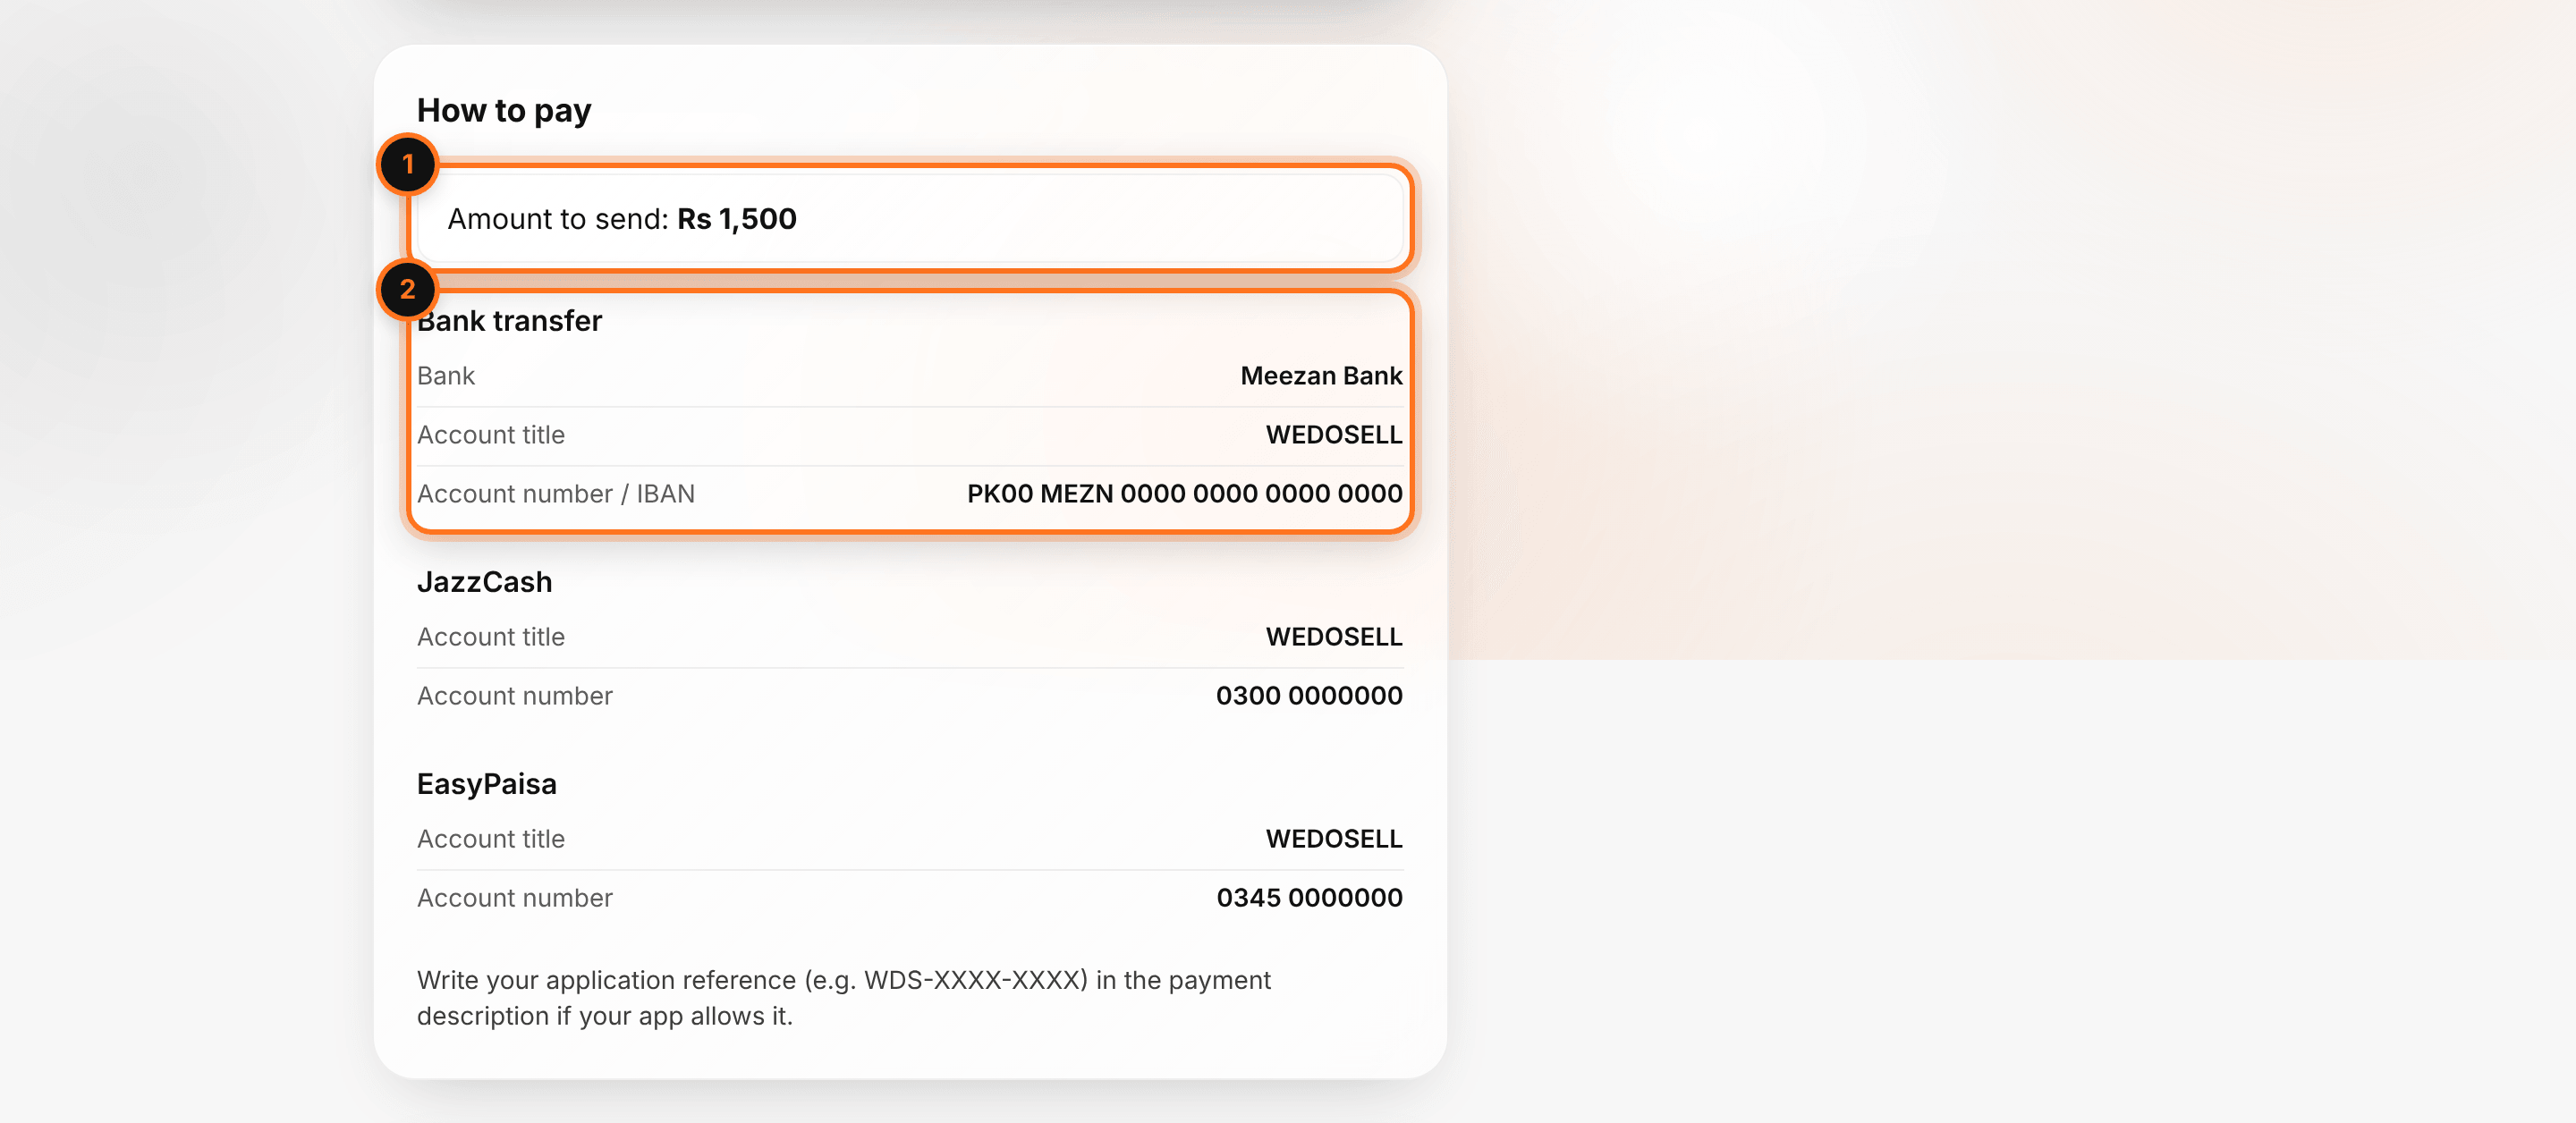 How to pay
1
Amount to send: Rs 1,500
2
Bank transfer
Bank Meezan Bank
Account title WEDOSELL
Account number / IBAN PK00 MEZN 0000 0000 0000 0000
JazzCash
Account title WEDOSELL
Account number 0300 0000000
EasyPaisa
Account title WEDOSELL
Account number 0345 0000000
Write your application reference (e.g. WDS-XXXX-XXXX) in the payment
description if your app allows it.